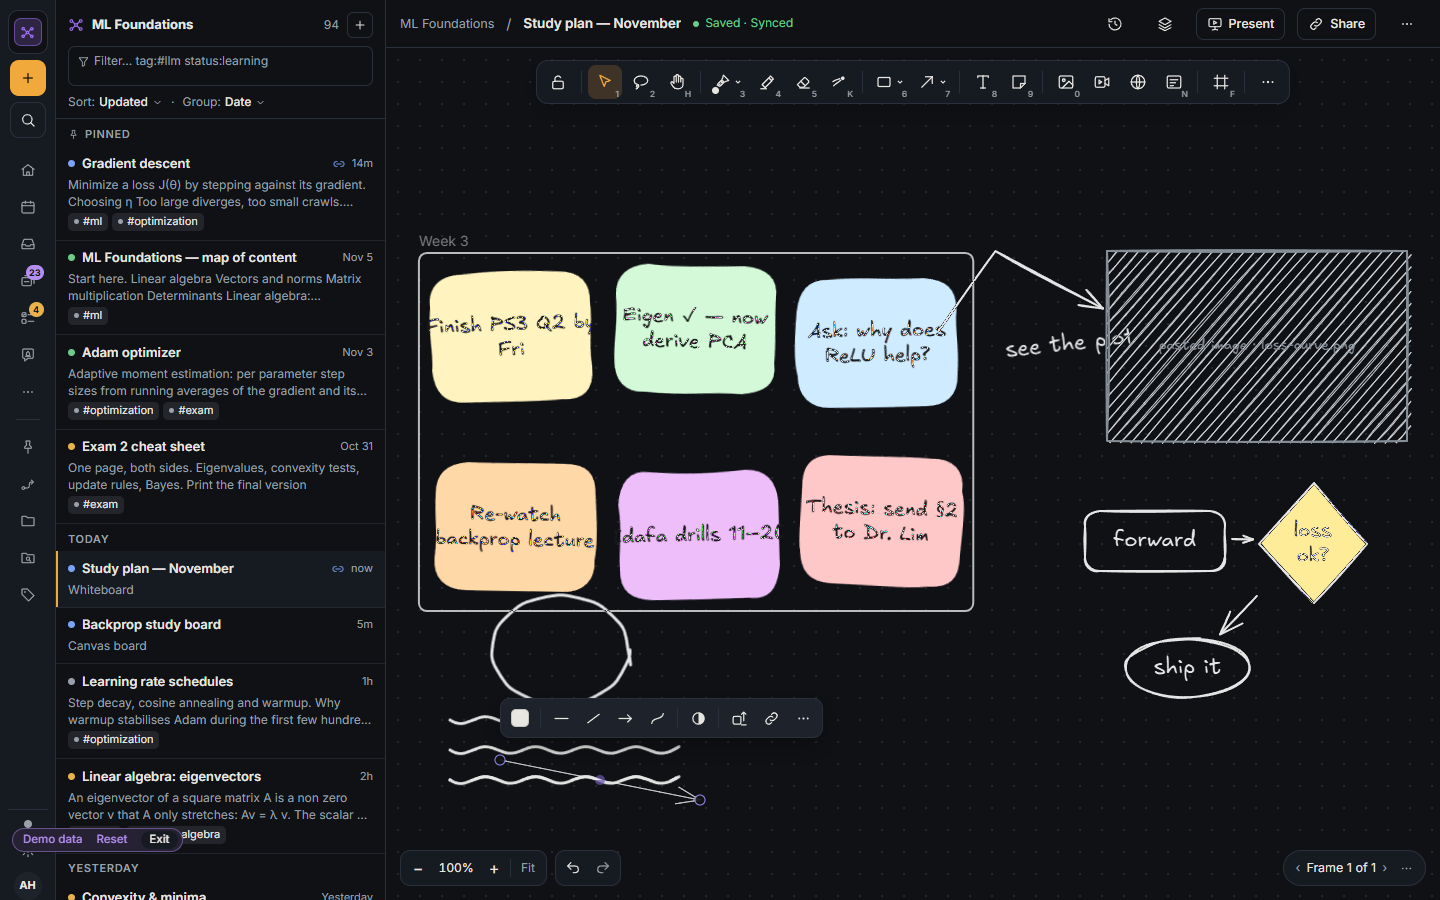 ML Foundations
94
Filter... tag:#llm status:learning
Sort: Updated · Group: Date
PINNED
Gradient descent
14m
Minimize a loss J(θ) by stepping against its gradient.
Choosing η Too large diverges, too small crawls....
#ml
#optimization
ML Foundations — map of content
Nov 5
Start here. Linear algebra Vectors and norms Matrix
multiplication Determinants Linear algebra:...
#ml
Adam optimizer
Nov 3
Adaptive moment estimation: per parameter step
sizes from running averages of the gradient and its...
#optimization
#exam
Exam 2 cheat sheet
Oct 31
One page, both sides. Eigenvalues, convexity tests,
update rules, Bayes. Print the final version
#exam
TODAY
Study plan — November
now
Whiteboard
Backprop study board
5m
Canvas board
Learning rate schedules
1h
Step decay, cosine annealing and warmup. Why
warmup stabilises Adam during the first few hundre...
#optimization
Linear algebra: eigenvectors
2h
An eigenvector of a square matrix A is a non zero
vector v that A only stretches: Av = λ v. The scalar ...
algebra
YESTERDAY
Convexity & minima
Yesterday
23
4
Demo data Reset Exit
AH
ML Foundations / Study plan — November
Saved · Synced
Present
Share
1
2
H
3
4
5
K
6
7
8
9
0
N
F
Week 3
Finish PS3 Q2 by
Fri
Eigen ✓ — now
derive PCA
Ask: why does
ReLU help?
Re-watch
backprop lecture
drills 11–20
Thesis: send §2
to Dr. Lim
see the plot
pasted image · loss-curve.png
forward
loss
ok?
ship it
− 100% + Fit
‹ Frame 1 of 1 ›